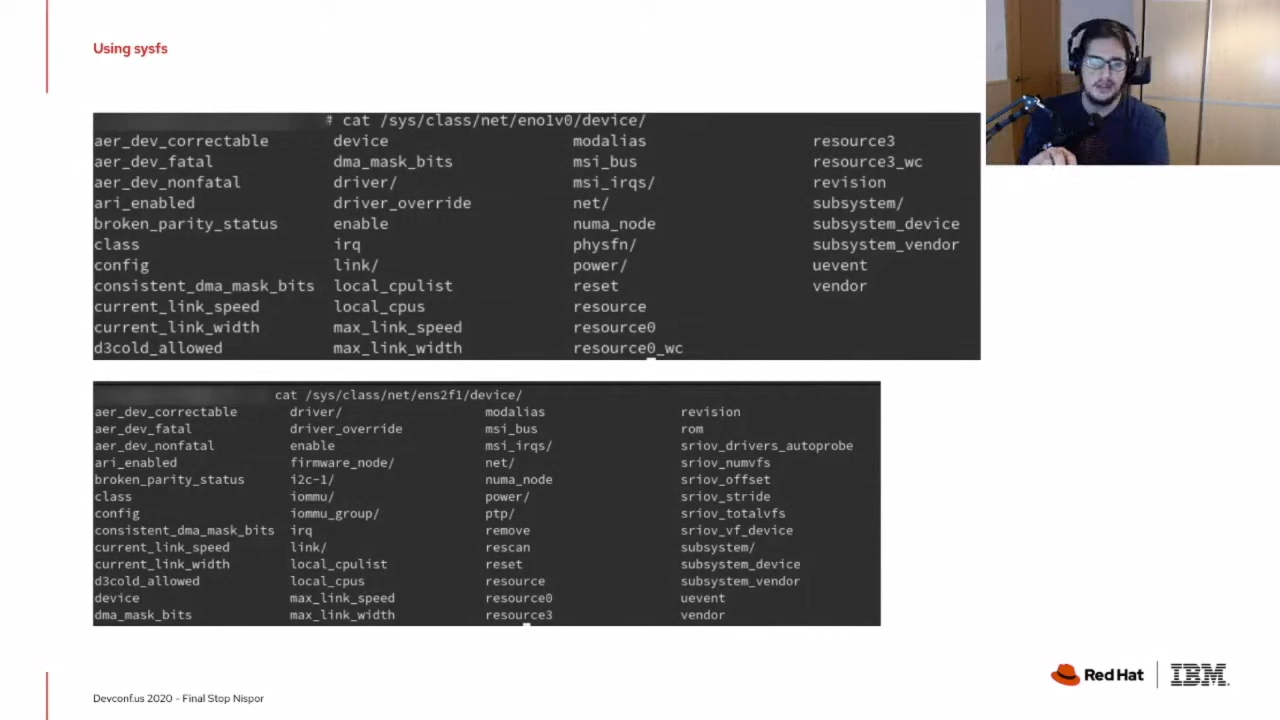 Using sysfs
# cat /sys/class/net/eno1v0/device/
aer_dev_correctable device modalias resource3
aer_dev_fatal dma_mask_bits msi_bus resource3_wc
aer_dev_nonfatal driver/ msi_irqs/ revision
ari_enabled driver_override net/ subsystem/
broken_parity_status enable numa_node subsystem_device
class irq physfn/ subsystem_vendor
config link/ power/ uevent
consistent_dma_mask_bits local_cpulist reset vendor
current_link_speed local_cpus resource
current_link_width max_link_speed resource0
d3cold_allowed max_link_width resource0_wc
cat /sys/class/net/ens2f1/device/
aer_dev_correctable driver/ modalias revision
aer_dev_fatal driver_override msi_bus rom
aer_dev_nonfatal enable msi_irqs/ sriov_drivers_autoprobe
ari_enabled firmware_node/ net/ sriov_numvfs
broken_parity_status i2c-1/ numa_node sriov_offset
class iommu/ power/ sriov_stride
config iommu_group/ ptp/ sriov_totalvfs
consistent_dma_mask_bits irq remove sriov_vf_device
current_link_speed link/ rescan subsystem/
current_link_width local_cpulist reset subsystem_device
d3cold_allowed local_cpus resource subsystem_vendor
device max_link_speed resource0 uevent
dma_mask_bits max_link_width resource3 vendor
Red Hat IBM
Devconf.us 2020 - Final Stop Nispor